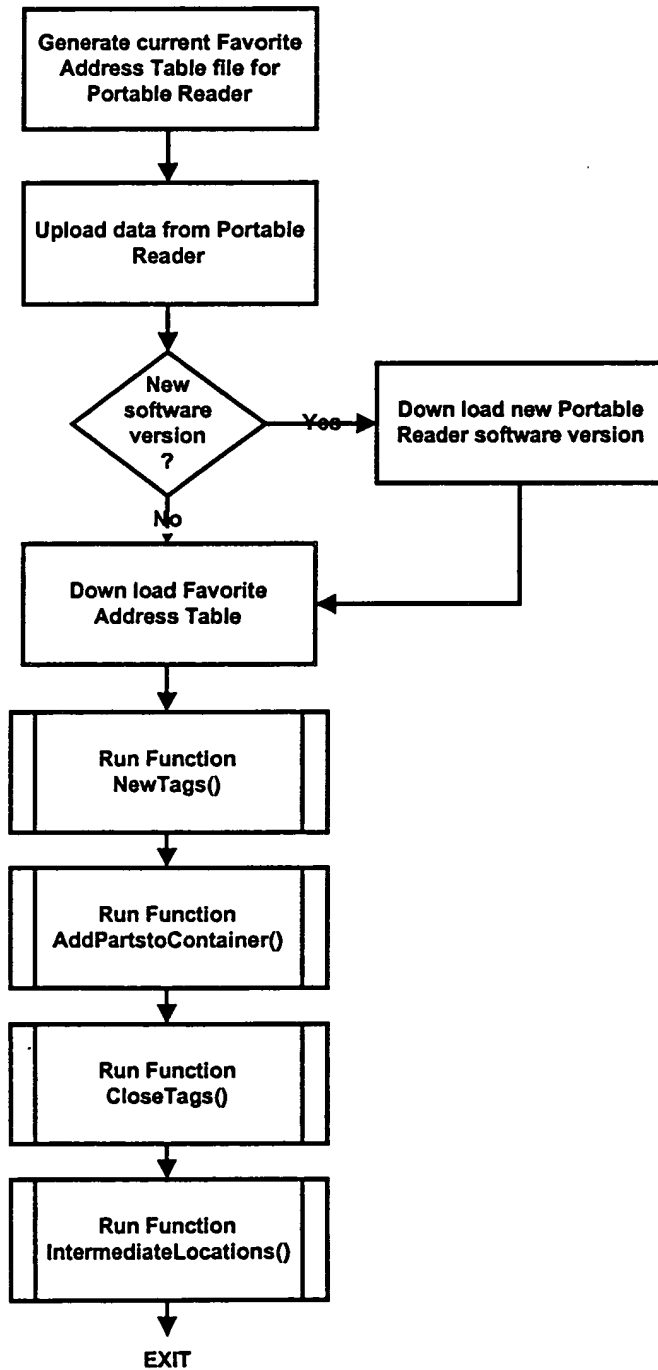 Generate current Favorite
Address Table file for
Portable Reader
Upload data from Portable
Reader
New
software
version
?
Yes
Down load new Portable
Reader software version
No
Down load Favorite
Address Table
Run Function
NewTags()
Run Function
AddPartstoContainer()
Run Function
CloseTags()
Run Function
IntermediateLocations()
EXIT